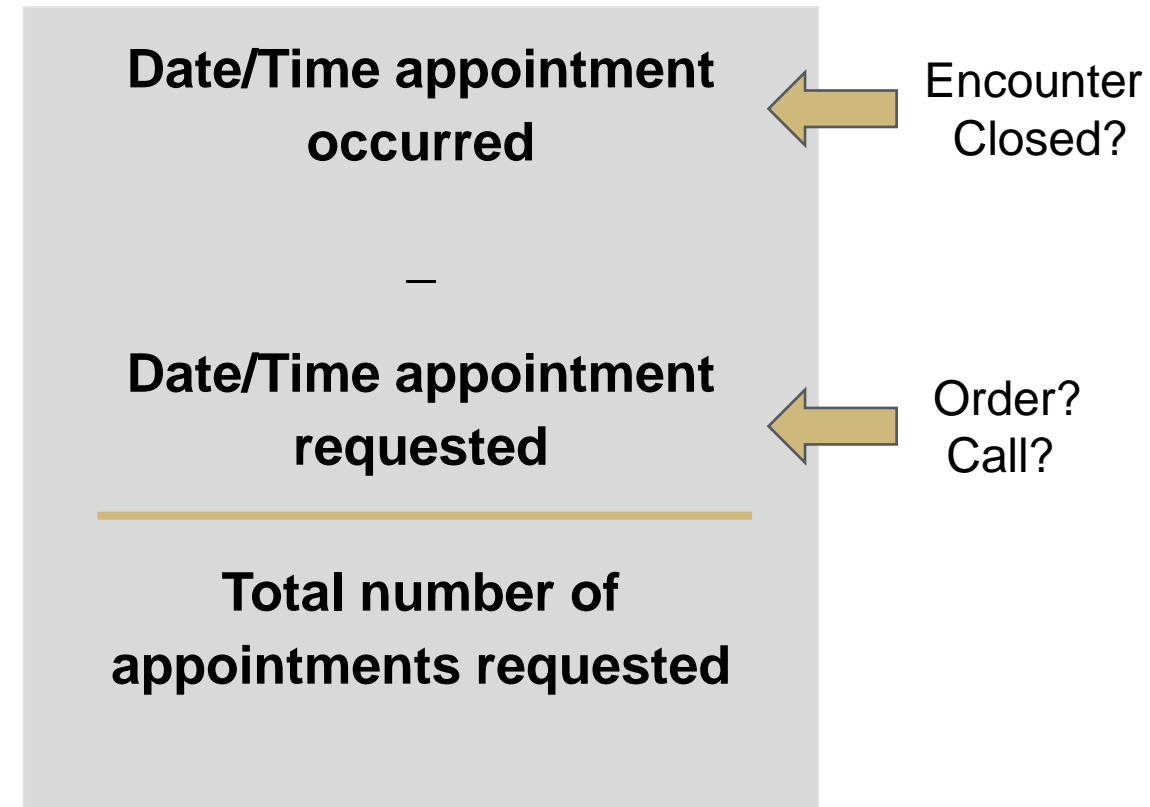 Date/Time appointment
occurred
Encounter
Closed?
–
Date/Time appointment
requested
Order?
Call?
Total number of
appointments requested